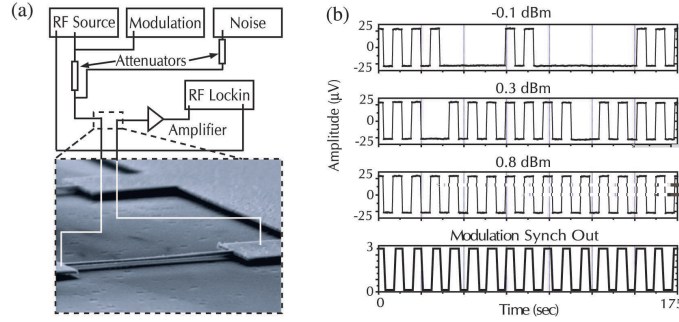 (a)
RF Source
Modulation
Noise
Attenuators
RF Lockin
Amplifier
(b)
-0.1 dBm
25
0
-25
0.3 dBm
25
0
-25
0.8 dBm
25
0
-25
Amplitude (μV)
Modulation Synch Out
3
0
0
175
Time (sec)